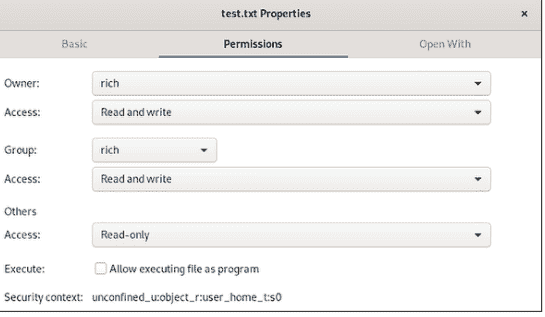 test.txt Properties ×
Basic Permissions Open With
Owner: rich
Access: Read and write
Group: rich
Access: Read and write
Others
Access: Read-only
Execute: Allow executing file as program
Security context: unconfined_u:object_r:user_home_t:s0